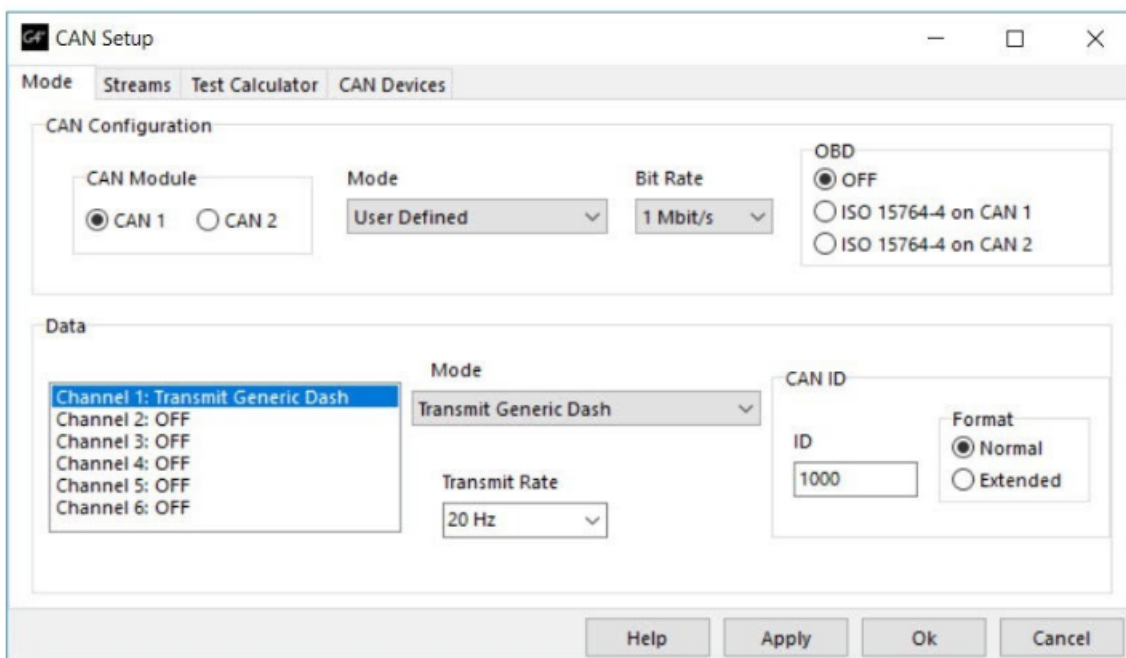 G4+ CAN Setup
Mode Streams Test Calculator CAN Devices
CAN Configuration
CAN Module
CAN 1 CAN 2
Mode
User Defined
Bit Rate
1 Mbit/s
OBD
OFF
ISO 15764-4 on CAN 1
ISO 15764-4 on CAN 2
Data
Channel 1: Transmit Generic Dash
Channel 2: OFF
Channel 3: OFF
Channel 4: OFF
Channel 5: OFF
Channel 6: OFF
Mode
Transmit Generic Dash
Transmit Rate
20 Hz
CAN ID
ID
1000
Format
Normal
Extended
Help Apply Ok Cancel